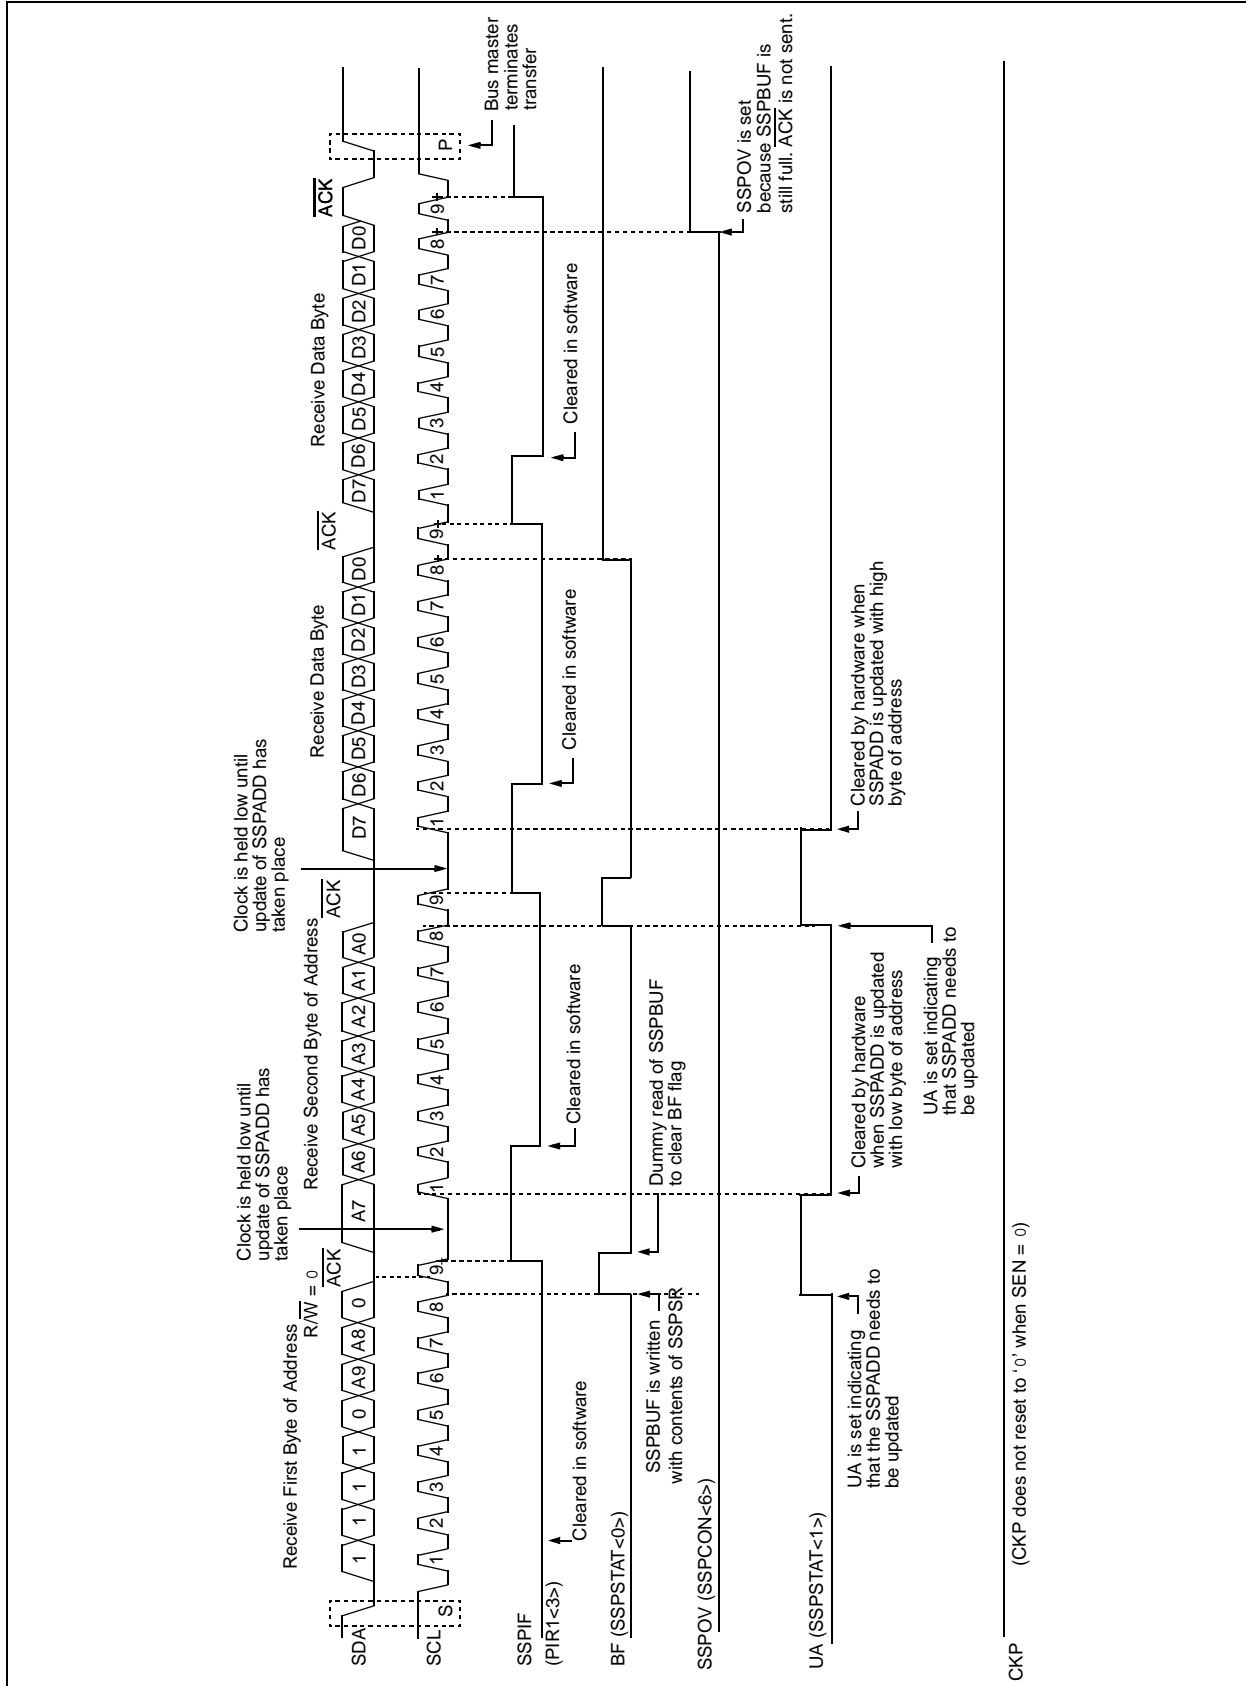 Receive First Byte of Address
R/W = 0
ACK
Clock is held low until
update of SSPADD has
taken place
Receive Second Byte of Address
ACK
Clock is held low until
update of SSPADD has
taken place
Receive Data Byte
ACK
Receive Data Byte
ACK
SDA
1 1 1 1 0 A9 A8 0 A7 A6 A5 A4 A3 A2 A1 A0 D7 D6 D5 D4 D3 D2 D1 D0 D7 D6 D5 D4 D3 D2 D1 D0
SCL
S 1 2 3 4 5 6 7 8 9 1 2 3 4 5 6 7 8 9 1 2 3 4 5 6 7 8 9 1 2 3 4 5 6 7 8 9 P
Bus master
terminates
transfer
SSPIF
(PIR1<3>)
Cleared in software
Cleared in software
Cleared in software
Cleared in software
BF (SSPSTAT<0>)
SSPBUF is written
with contents of SSPSR
Dummy read of SSPBUF
to clear BF flag
SSPOV (SSPCON<6>)
SSPOV is set
because SSPBUF is
still full. ACK is not sent.
UA (SSPSTAT<1>)
UA is set indicating
that the SSPADD needs to
be updated
Cleared by hardware
when SSPADD is updated
with low byte of address
UA is set indicating
that SSPADD needs to
be updated
Cleared by hardware when
SSPADD is updated with high
byte of address
CKP
(CKP does not reset to ‘0’ when SEN = 0)